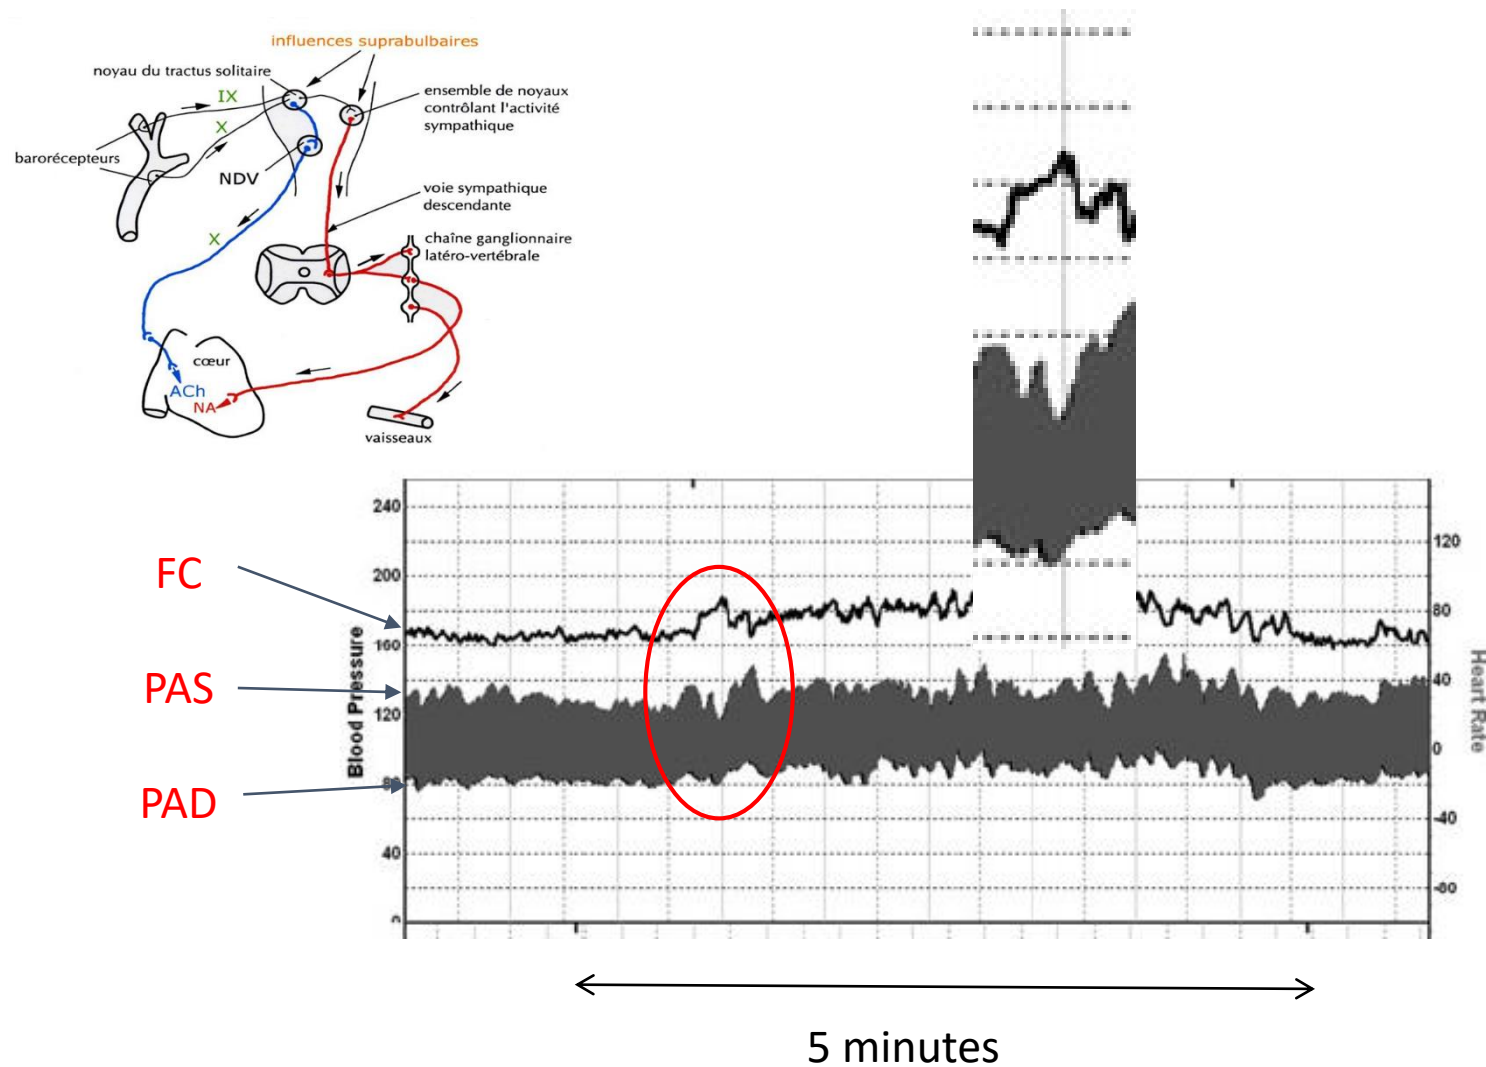 influences suprabulbaires
noyau du tractus solitaire
IX
ensemble de noyaux
contrôlant l'activité
sympathique
X
barorécepteurs
NDV
voie sympathique
descendante
X
chaîne ganglionnaire
latéro-vertébrale
cœur
ACh
NA
vaisseaux
FC
PAS
PAD
Blood Pressure
240
200
160
120
80
40
0
120
80
40
0
-40
-80
Heart Rate
5 minutes